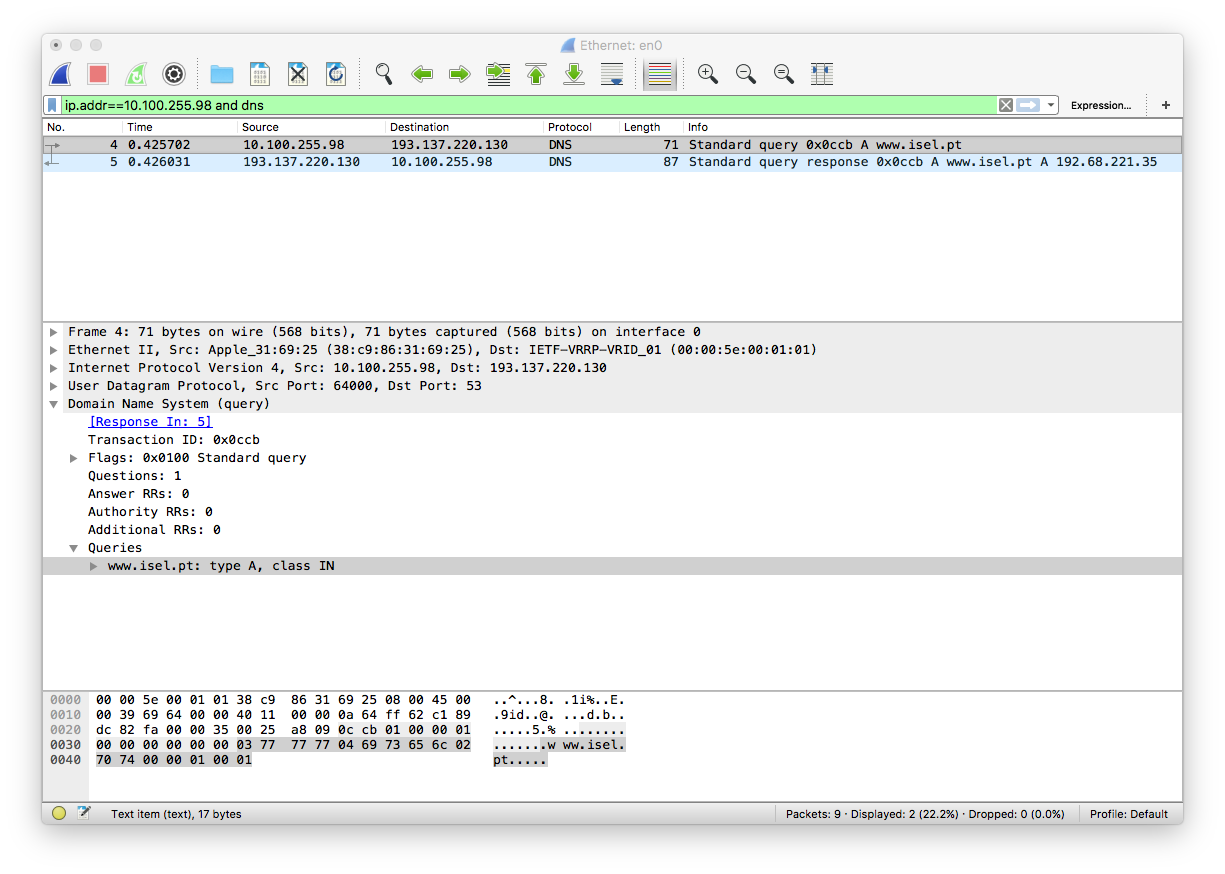 Ethernet: en0
ip.addr==10.100.255.98 and dns Expression... +
No. Time Source Destination Protocol Length Info
4 0.425702 10.100.255.98 193.137.220.130 DNS 71 Standard query 0x0ccb A www.isel.pt
5 0.426031 193.137.220.130 10.100.255.98 DNS 87 Standard query response 0x0ccb A www.isel.pt A 192.68.221.35
Frame 4: 71 bytes on wire (568 bits), 71 bytes captured (568 bits) on interface 0
Ethernet II, Src: Apple_31:69:25 (38:c9:86:31:69:25), Dst: IETF-VRRP-VRID_01 (00:00:5e:00:01:01)
Internet Protocol Version 4, Src: 10.100.255.98, Dst: 193.137.220.130
User Datagram Protocol, Src Port: 64000, Dst Port: 53
Domain Name System (query)
[Response In: 5]
Transaction ID: 0x0ccb
Flags: 0x0100 Standard query
Questions: 1
Answer RRs: 0
Authority RRs: 0
Additional RRs: 0
Queries
www.isel.pt: type A, class IN
0000 00 00 5e 00 01 01 38 c9 86 31 69 25 08 00 45 00 ..^...8. .1i%..E.
0010 00 39 69 64 00 00 40 11 00 00 0a 64 ff 62 c1 89 .9id..@. ...d.b..
0020 dc 82 fa 00 00 35 00 25 a8 09 0c cb 01 00 00 01 .....5.% ........
0030 00 00 00 00 00 00 03 77 77 77 04 69 73 65 6c 02 .......w ww.isel.
0040 70 74 00 00 01 00 01 pt.....
Text item (text), 17 bytes Packets: 9 · Displayed: 2 (22.2%) · Dropped: 0 (0.0%) Profile: Default